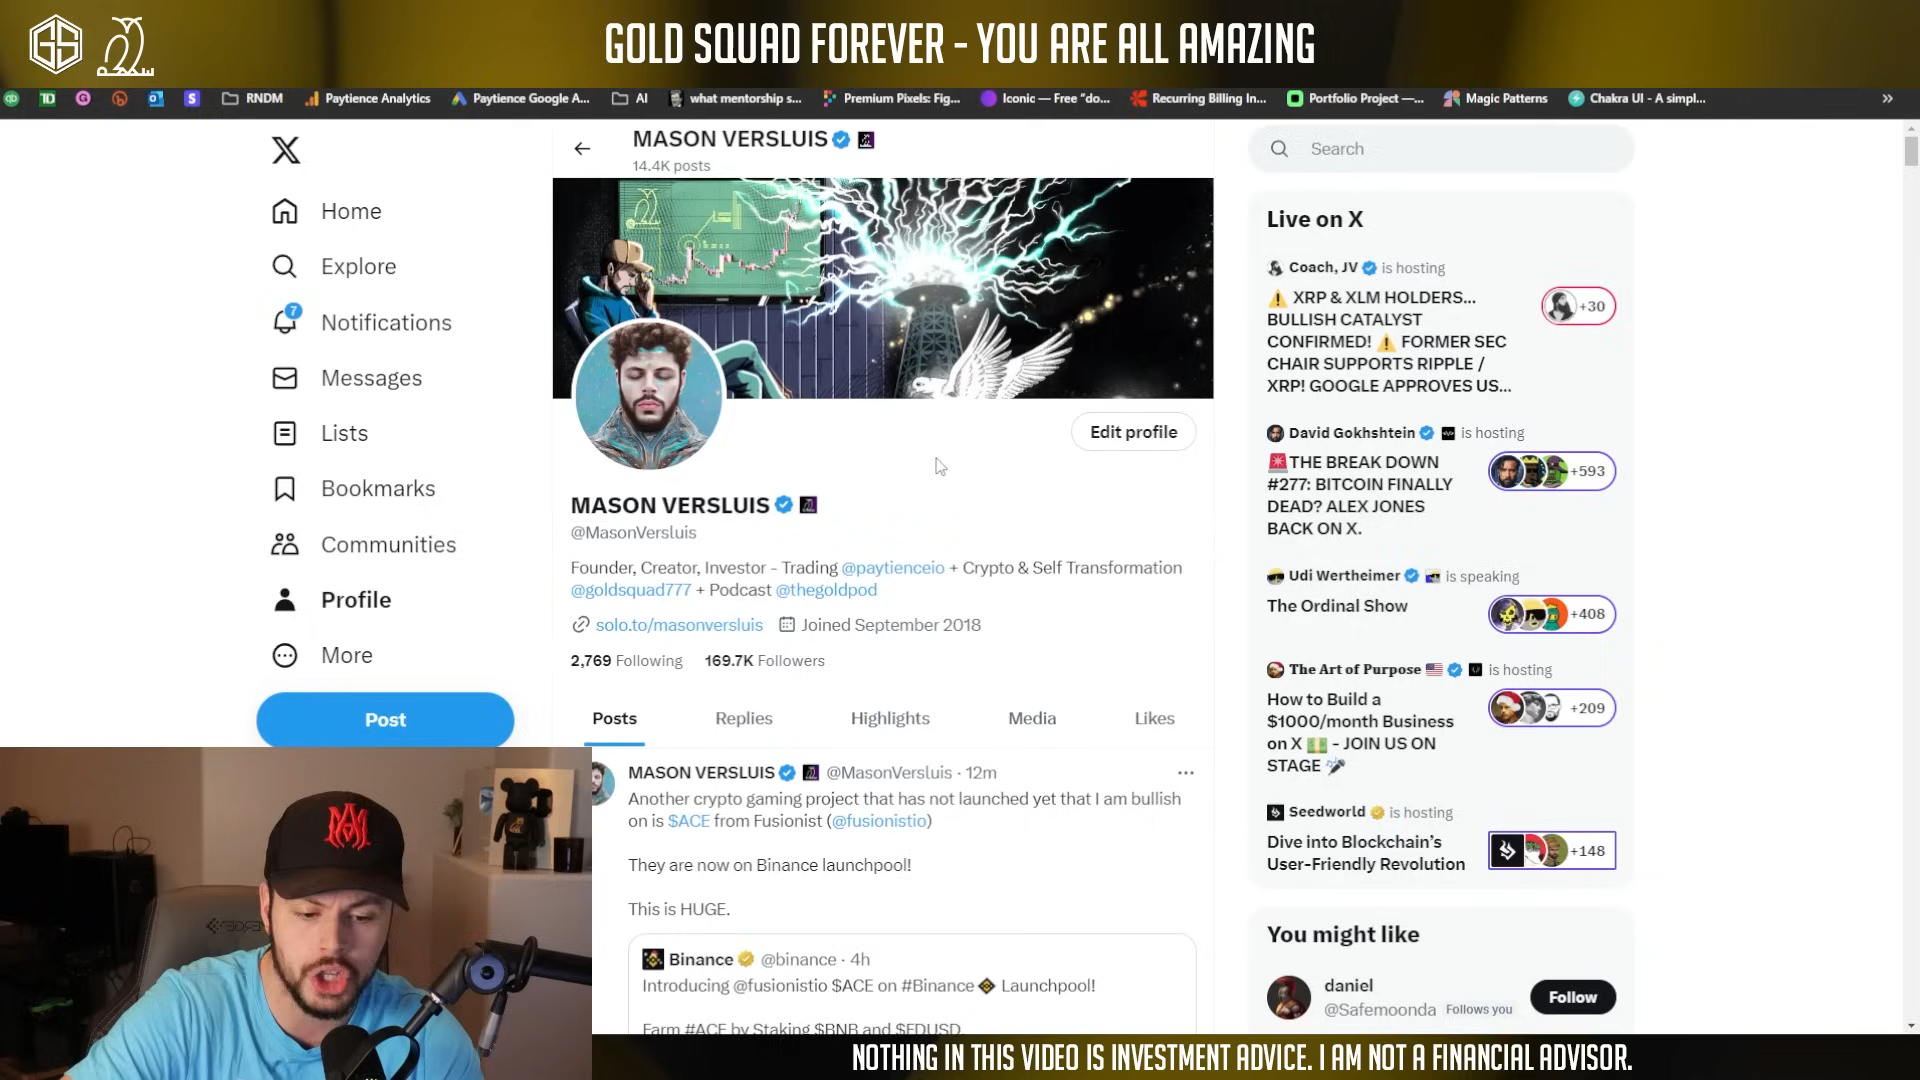 GOLD SQUAD FOREVER - YOU ARE ALL AMAZING
RNDM
Paytience Analytics
Paytience Google A...
AI
what mentorship s...
Premium Pixels: Fig...
Iconic — Free "do...
Recurring Billing In...
Portfolio Project —...
Magic Patterns
Chakra UI - A simpl...
MASON VERSLUIS
14.4K posts
Search
Home
Explore
7
Notifications
Messages
Lists
Bookmarks
Communities
Profile
More
Post
Edit profile
MASON VERSLUIS
@MasonVersluis
Founder, Creator, Investor - Trading @paytienceio + Crypto & Self Transformation
@goldsquad777 + Podcast @thegoldpod
solo.to/masonversluis Joined September 2018
2,769 Following 169.7K Followers
Posts
Replies
Highlights
Media
Likes
MASON VERSLUIS @MasonVersluis · 12m
Another crypto gaming project that has not launched yet that I am bullish
on is $ACE from Fusionist (@fusionistio)
They are now on Binance launchpool!
This is HUGE.
Binance @binance · 4h
Introducing @fusionistio $ACE on #Binance Launchpool!
Farm #ACE by Staking $BNB and $FDUSD.
Live on X
Coach, JV is hosting
XRP & XLM HOLDERS...
BULLISH CATALYST
CONFIRMED! FORMER SEC
CHAIR SUPPORTS RIPPLE /
XRP! GOOGLE APPROVES US...
+30
David Gokhshtein is hosting
THE BREAK DOWN
#277: BITCOIN FINALLY
DEAD? ALEX JONES
BACK ON X.
+593
Udi Wertheimer is speaking
The Ordinal Show
+408
The Art of Purpose is hosting
How to Build a
$1000/month Business
on X - JOIN US ON
STAGE
+209
Seedworld is hosting
Dive into Blockchain's
User-Friendly Revolution
+148
You might like
daniel
@Safemoonda Follows you
Follow
NOTHING IN THIS VIDEO IS INVESTMENT ADVICE. I AM NOT A FINANCIAL ADVISOR.